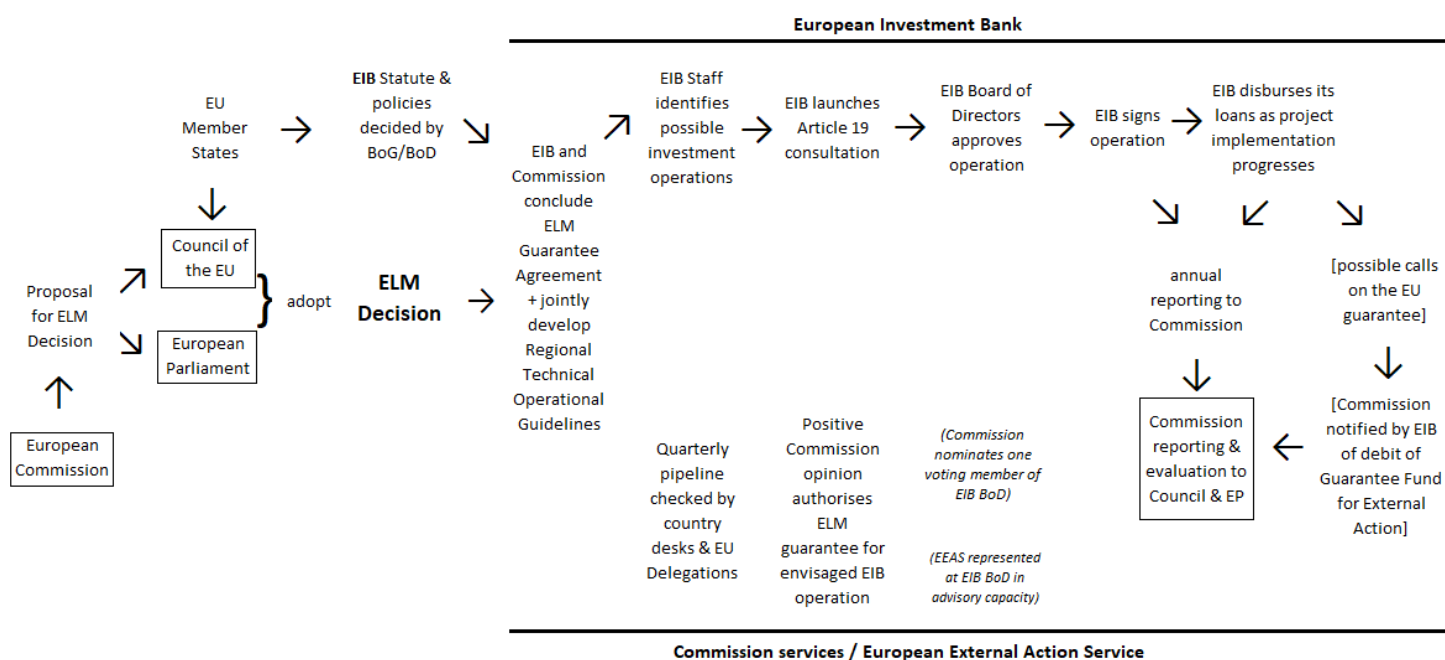 European Investment Bank
EU
Member
States
EIB Statute &
policies
decided by
BoG/BoD
EIB Staff
identifies
possible
investment
operations
EIB launches
Article 19
consultation
EIB Board of
Directors
approves
operation
EIB signs
operation
EIB disburses its
loans as project
implementation
progresses
Proposal
for ELM
Decision
European
Commission
Council of
the EU
European
Parliament
}
adopt
ELM
Decision
EIB and
Commission
conclude
ELM
Guarantee
Agreement
+ jointly
develop
Regional
Technical
Operational
Guidelines
annual
reporting to
Commission
[possible calls
on the EU
guarantee]
Quarterly
pipeline
checked by
country
desks & EU
Delegations
Positive
Commission
opinion
authorises
ELM
guarantee for
envisaged EIB
operation
(Commission
nominates one
voting member of
EIB BoD)
(EEAS represented
at EIB BoD in
advisory capacity)
Commission
reporting &
evaluation to
Council & EP
[Commission
notified by EIB
of debit of
Guarantee Fund
for External
Action]
Commission services / European External Action Service